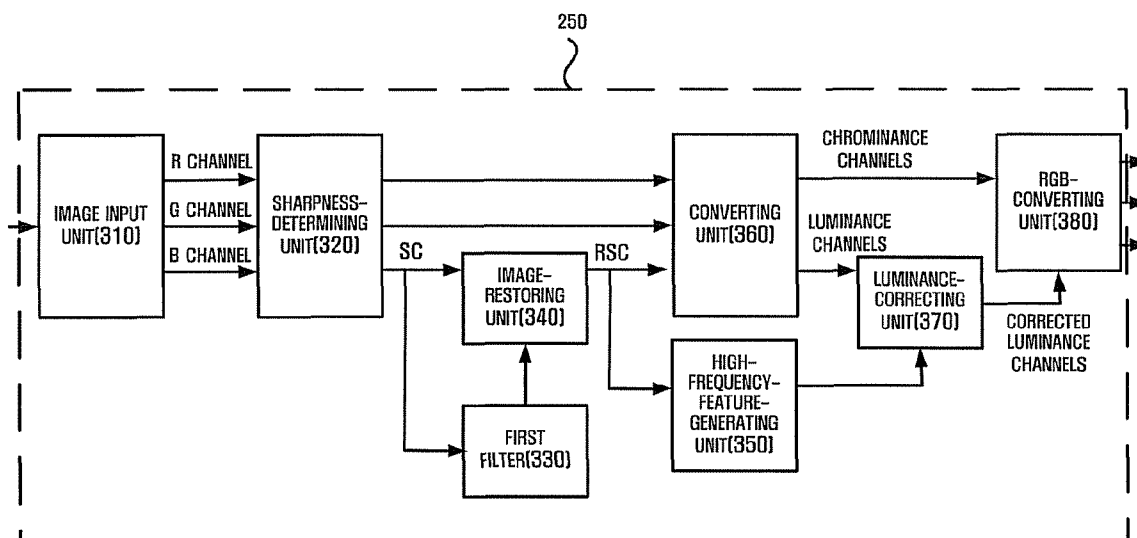 250
IMAGE INPUT
UNIT(310)
R CHANNEL
G CHANNEL
B CHANNEL
SHARPNESS-
DETERMINING
UNIT(320)
SC
IMAGE-
RESTORING
UNIT(340)
RSC
FIRST
FILTER(330)
CONVERTING
UNIT(360)
HIGH-
FREQUENCY-
FEATURE-
GENERATING
UNIT(350)
CHROMINANCE
CHANNELS
LUMINANCE
CHANNELS
LUMINANCE-
CORRECTING
UNIT(370)
RGB-
CONVERTING
UNIT(380)
CORRECTED
LUMINANCE
CHANNELS